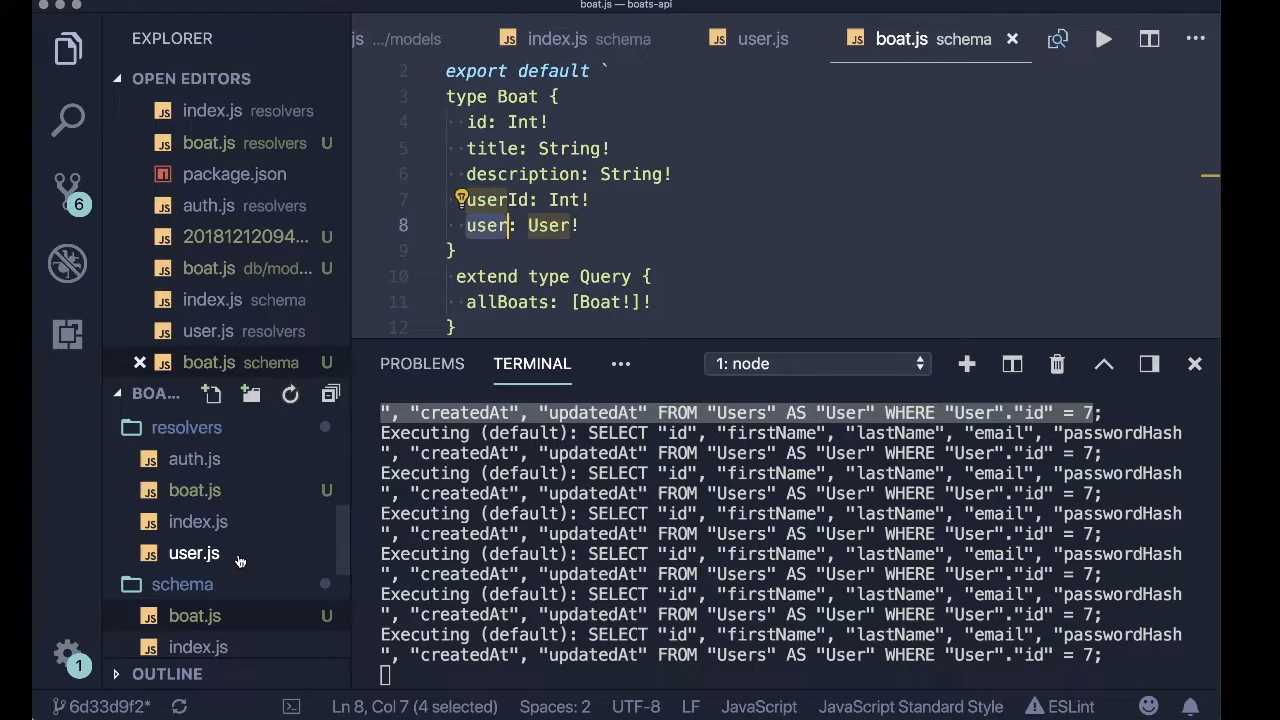 boat.js — boats-api
EXPLORER
OPEN EDITORS
index.js resolvers
boat.js resolvers U
package.json
auth.js resolvers
20181212094... U
boat.js db/mod... U
index.js schema
user.js resolvers
boat.js schema U
BOA...
resolvers
auth.js
boat.js U
index.js
user.js
schema
boat.js U
index.js
OUTLINE
6
1
js .../models
index.js schema
user.js
boat.js schema
2 export default `
3 type Boat {
4 id: Int!
5 title: String!
6 description: String!
7 userId: Int!
8 user: User!
9 }
10 extend type Query {
11 allBoats: [Boat!]!
12 }
PROBLEMS TERMINAL ••• 1: node
", "createdAt", "updatedAt" FROM "Users" AS "User" WHERE "User"."id" = 7;
Executing (default): SELECT "id", "firstName", "lastName", "email", "passwordHash
", "createdAt", "updatedAt" FROM "Users" AS "User" WHERE "User"."id" = 7;
Executing (default): SELECT "id", "firstName", "lastName", "email", "passwordHash
", "createdAt", "updatedAt" FROM "Users" AS "User" WHERE "User"."id" = 7;
Executing (default): SELECT "id", "firstName", "lastName", "email", "passwordHash
", "createdAt", "updatedAt" FROM "Users" AS "User" WHERE "User"."id" = 7;
Executing (default): SELECT "id", "firstName", "lastName", "email", "passwordHash
", "createdAt", "updatedAt" FROM "Users" AS "User" WHERE "User"."id" = 7;
Executing (default): SELECT "id", "firstName", "lastName", "email", "passwordHash
", "createdAt", "updatedAt" FROM "Users" AS "User" WHERE "User"."id" = 7;
Executing (default): SELECT "id", "firstName", "lastName", "email", "passwordHash
", "createdAt", "updatedAt" FROM "Users" AS "User" WHERE "User"."id" = 7;
6d33d9f2* Ln 8, Col 7 (4 selected) Spaces: 2 UTF-8 LF JavaScript JavaScript Standard Style ESLint